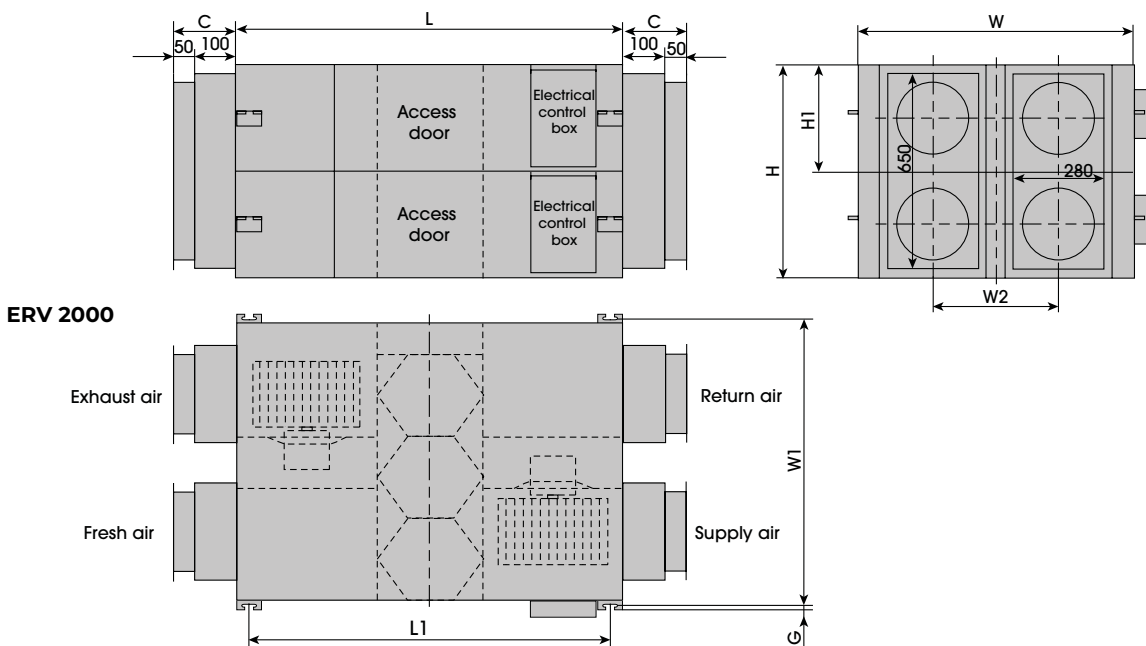 C
L
C
50
100
100
50
Access
door
Electrical
control
box
Access
door
Electrical
control
box
W
H
H1
650
280
W2
ERV 2000
Exhaust air
Return air
Fresh air
Supply air
W1
L1
G